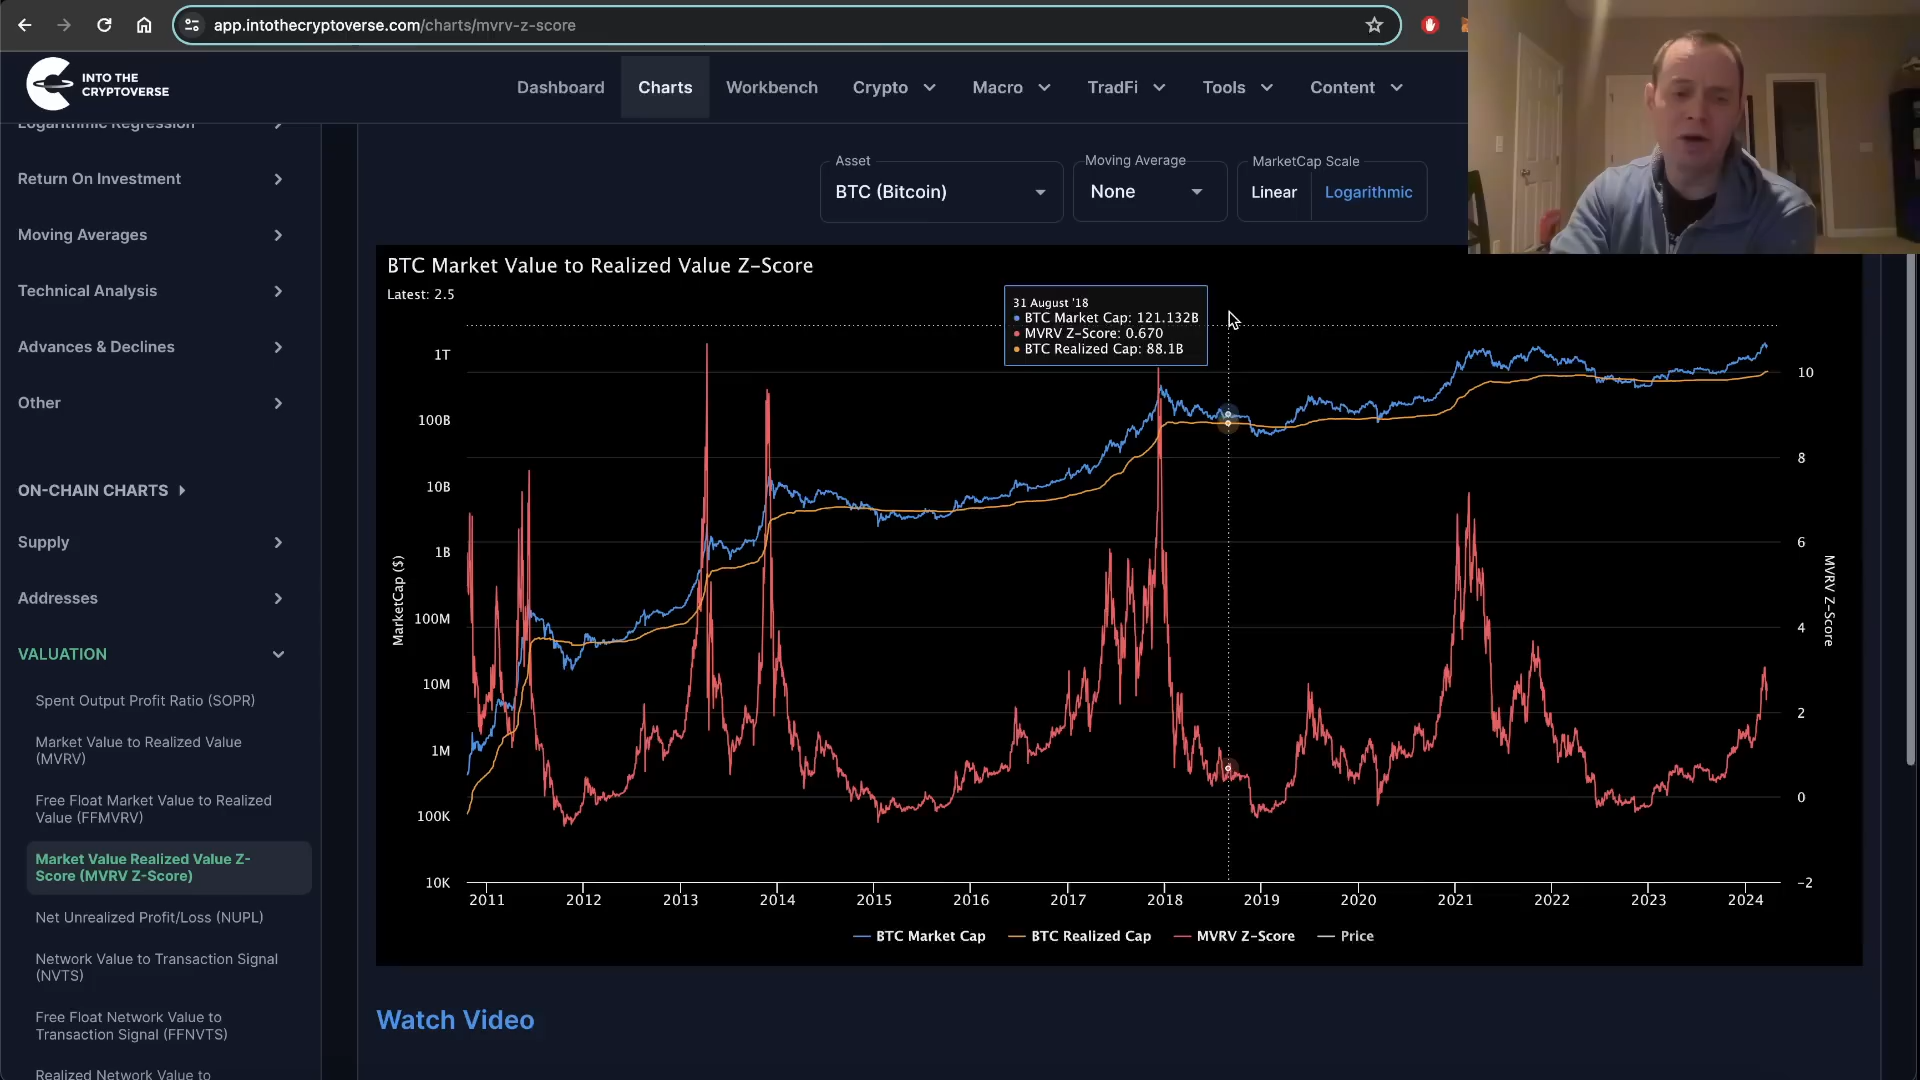 app.intothecryptoverse.com/charts/mvrv-z-score
INTO THE
CRYPTOVERSE
Dashboard
Charts
Workbench
Crypto
Macro
TradFi
Tools
Content
Logarithmic Regression
Return On Investment
Moving Averages
Technical Analysis
Advances & Declines
Other
ON-CHAIN CHARTS
Supply
Addresses
VALUATION
Spent Output Profit Ratio (SOPR)
Market Value to Realized Value
(MVRV)
Free Float Market Value to Realized
Value (FFMVRV)
Market Value Realized Value Z-
Score (MVRV Z-Score)
Net Unrealized Profit/Loss (NUPL)
Network Value to Transaction Signal
(NVTS)
Free Float Network Value to
Transaction Signal (FFNVTS)
Realized Network Value to
Asset
BTC (Bitcoin)
Moving Average
None
MarketCap Scale
Linear
Logarithmic
BTC Market Value to Realized Value Z-Score
Latest: 2.5
31 August '18
BTC Market Cap: 121.132B
MVRV Z-Score: 0.670
BTC Realized Cap: 88.1B
MarketCap ($)
1T
100B
10B
1B
100M
10M
1M
100K
10K
10
8
6
4
2
0
-2
MVRV Z-Score
2011
2012
2013
2014
2015
2016
2017
2018
2019
2020
2021
2022
2023
2024
BTC Market Cap
BTC Realized Cap
MVRV Z-Score
Price
Watch Video